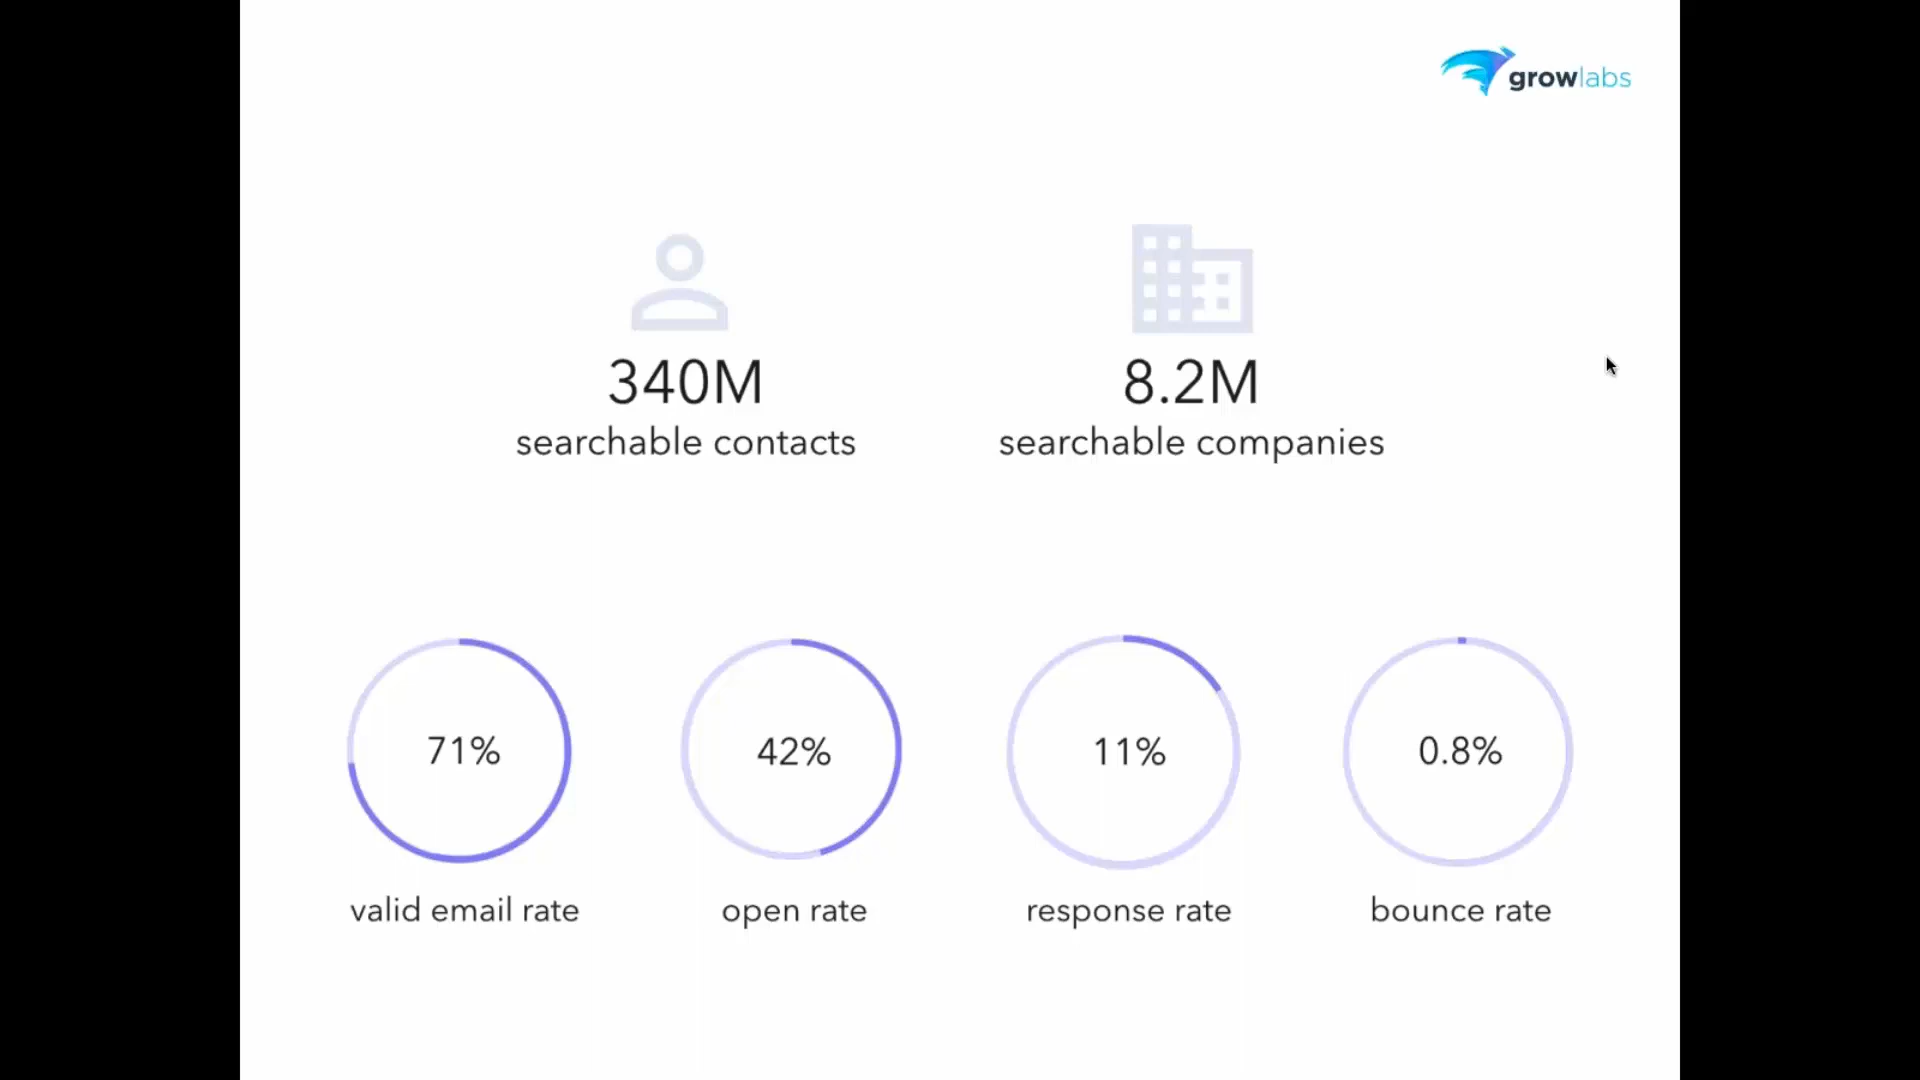 growlabs
340M
searchable contacts
8.2M
searchable companies
71%
valid email rate
42%
open rate
11%
response rate
0.8%
bounce rate